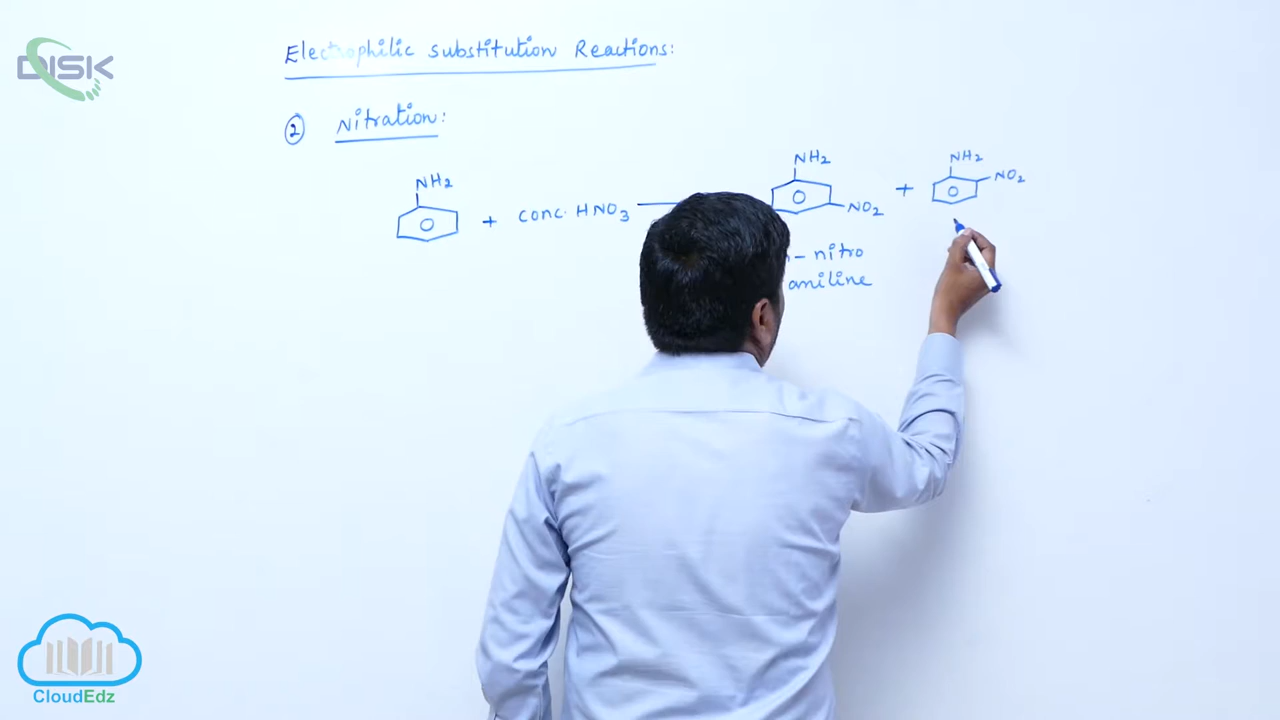 DISK
Electrophilic substitution Reactions:
2 Nitration:
NH2 + conc. HNO3 NH2 NO2 + NH2 NO2
- nitro
aniline
CloudEdz